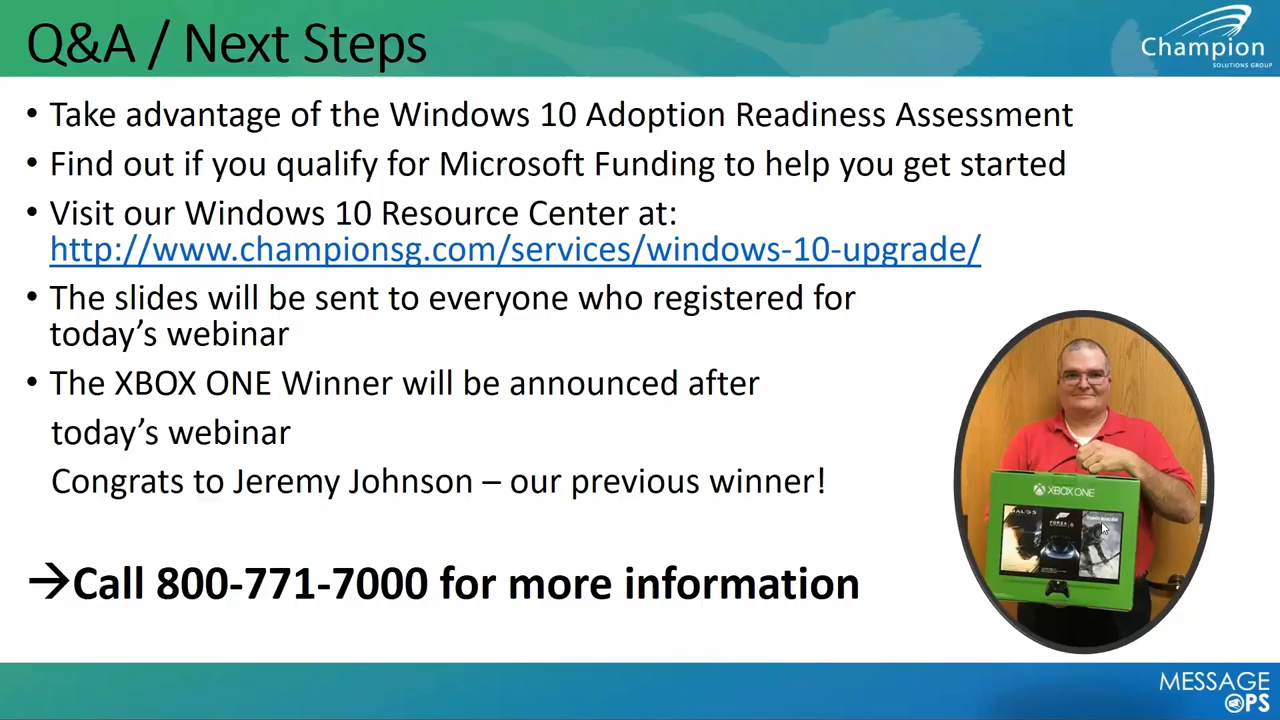 Q&A / Next Steps
Champion
SOLUTIONS GROUP
• Take advantage of the Windows 10 Adoption Readiness Assessment
• Find out if you qualify for Microsoft Funding to help you get started
• Visit our Windows 10 Resource Center at:
http://www.championsg.com/services/windows-10-upgrade/
• The slides will be sent to everyone who registered for
today’s webinar
• The XBOX ONE Winner will be announced after
today’s webinar
Congrats to Jeremy Johnson – our previous winner!
XBOX ONE
HALO 5
FORZA
→Call 800-771-7000 for more information
MESSAGE
OPS